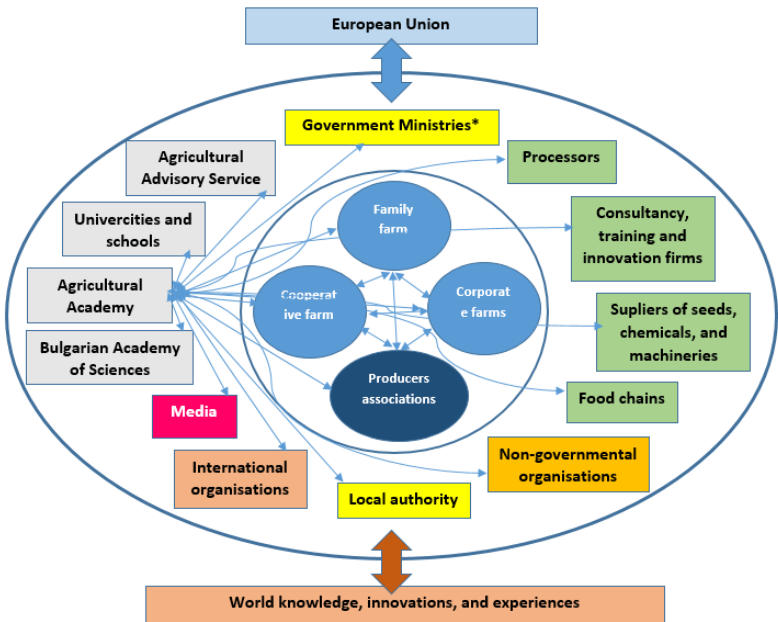 European Union
Government Ministries*
Agricultural
Advisory Service
Processors
Univercities and
schools
Family
farm
Consultancy,
training and
innovation firms
Agricultural
Academy
Cooperat
ive farm
Corporat
e farms
Supliers of seeds,
chemicals, and
machineries
Bulgarian Academy
of Sciences
Producers
associations
Food chains
Media
International
organisations
Local authority
Non-governmental
organisations
World knowledge, innovations, and experiences